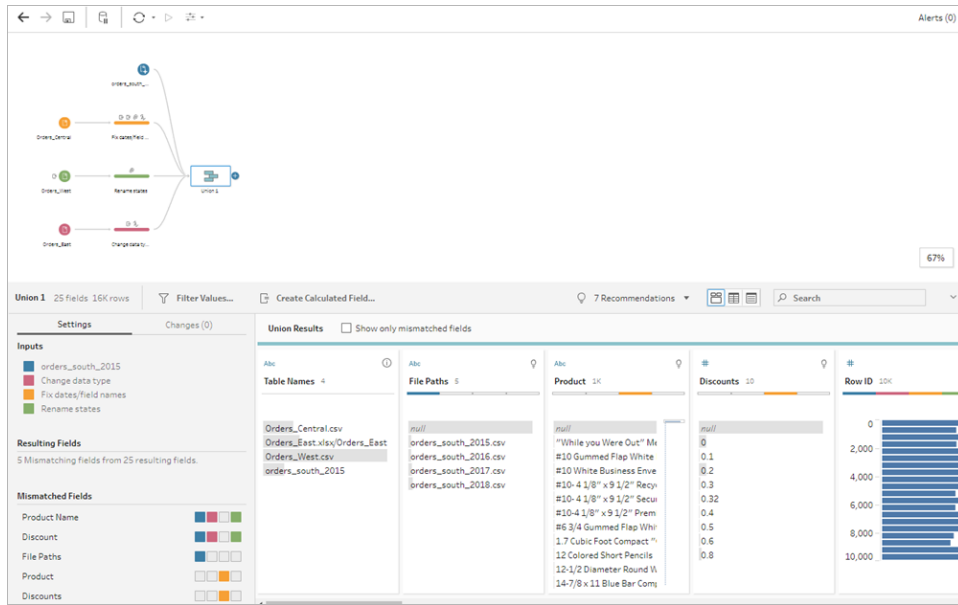 Alerts (0)
orders_south_...
Orders_Central
Fix dates/field ...
Orders_West
Rename states
Union 1
Orders_East
Change data ty...
67%
Union 1 25 fields 16K rows
Filter Values...
Create Calculated Field...
7 Recommendations
Search
Settings
Changes (0)
Union Results
Show only mismatched fields
Inputs
orders_south_2015
Change data type
Fix dates/field names
Rename states
Resulting Fields
5 Mismatching fields from 25 resulting fields.
Mismatched Fields
Product Name
Discount
File Paths
Product
Discounts
Abc
Table Names 4
Orders_Central.csv
Orders_East.xlsx/Orders_East
Orders_West.csv
orders_south_2015
Abc
File Paths 5
null
orders_south_2015.csv
orders_south_2016.csv
orders_south_2017.csv
orders_south_2018.csv
Abc
Product 1K
null
"While you Were Out" Me
#10 Gummed Flap White
#10 White Business Enve
#10- 4 1/8" x 9 1/2" Recyc
#10- 4 1/8" x 9 1/2" Secur
#10-4 1/8" x 9 1/2" Prem
#6 3/4 Gummed Flap Whit
1.7 Cubic Foot Compact "
12 Colored Short Pencils
12-1/2 Diameter Round W
14-7/8 x 11 Blue Bar Comp
#
Discounts 10
null
0
0.1
0.2
0.3
0.32
0.4
0.5
0.6
0.8
#
Row ID 10K
0
2,000
4,000
6,000
8,000
10,000